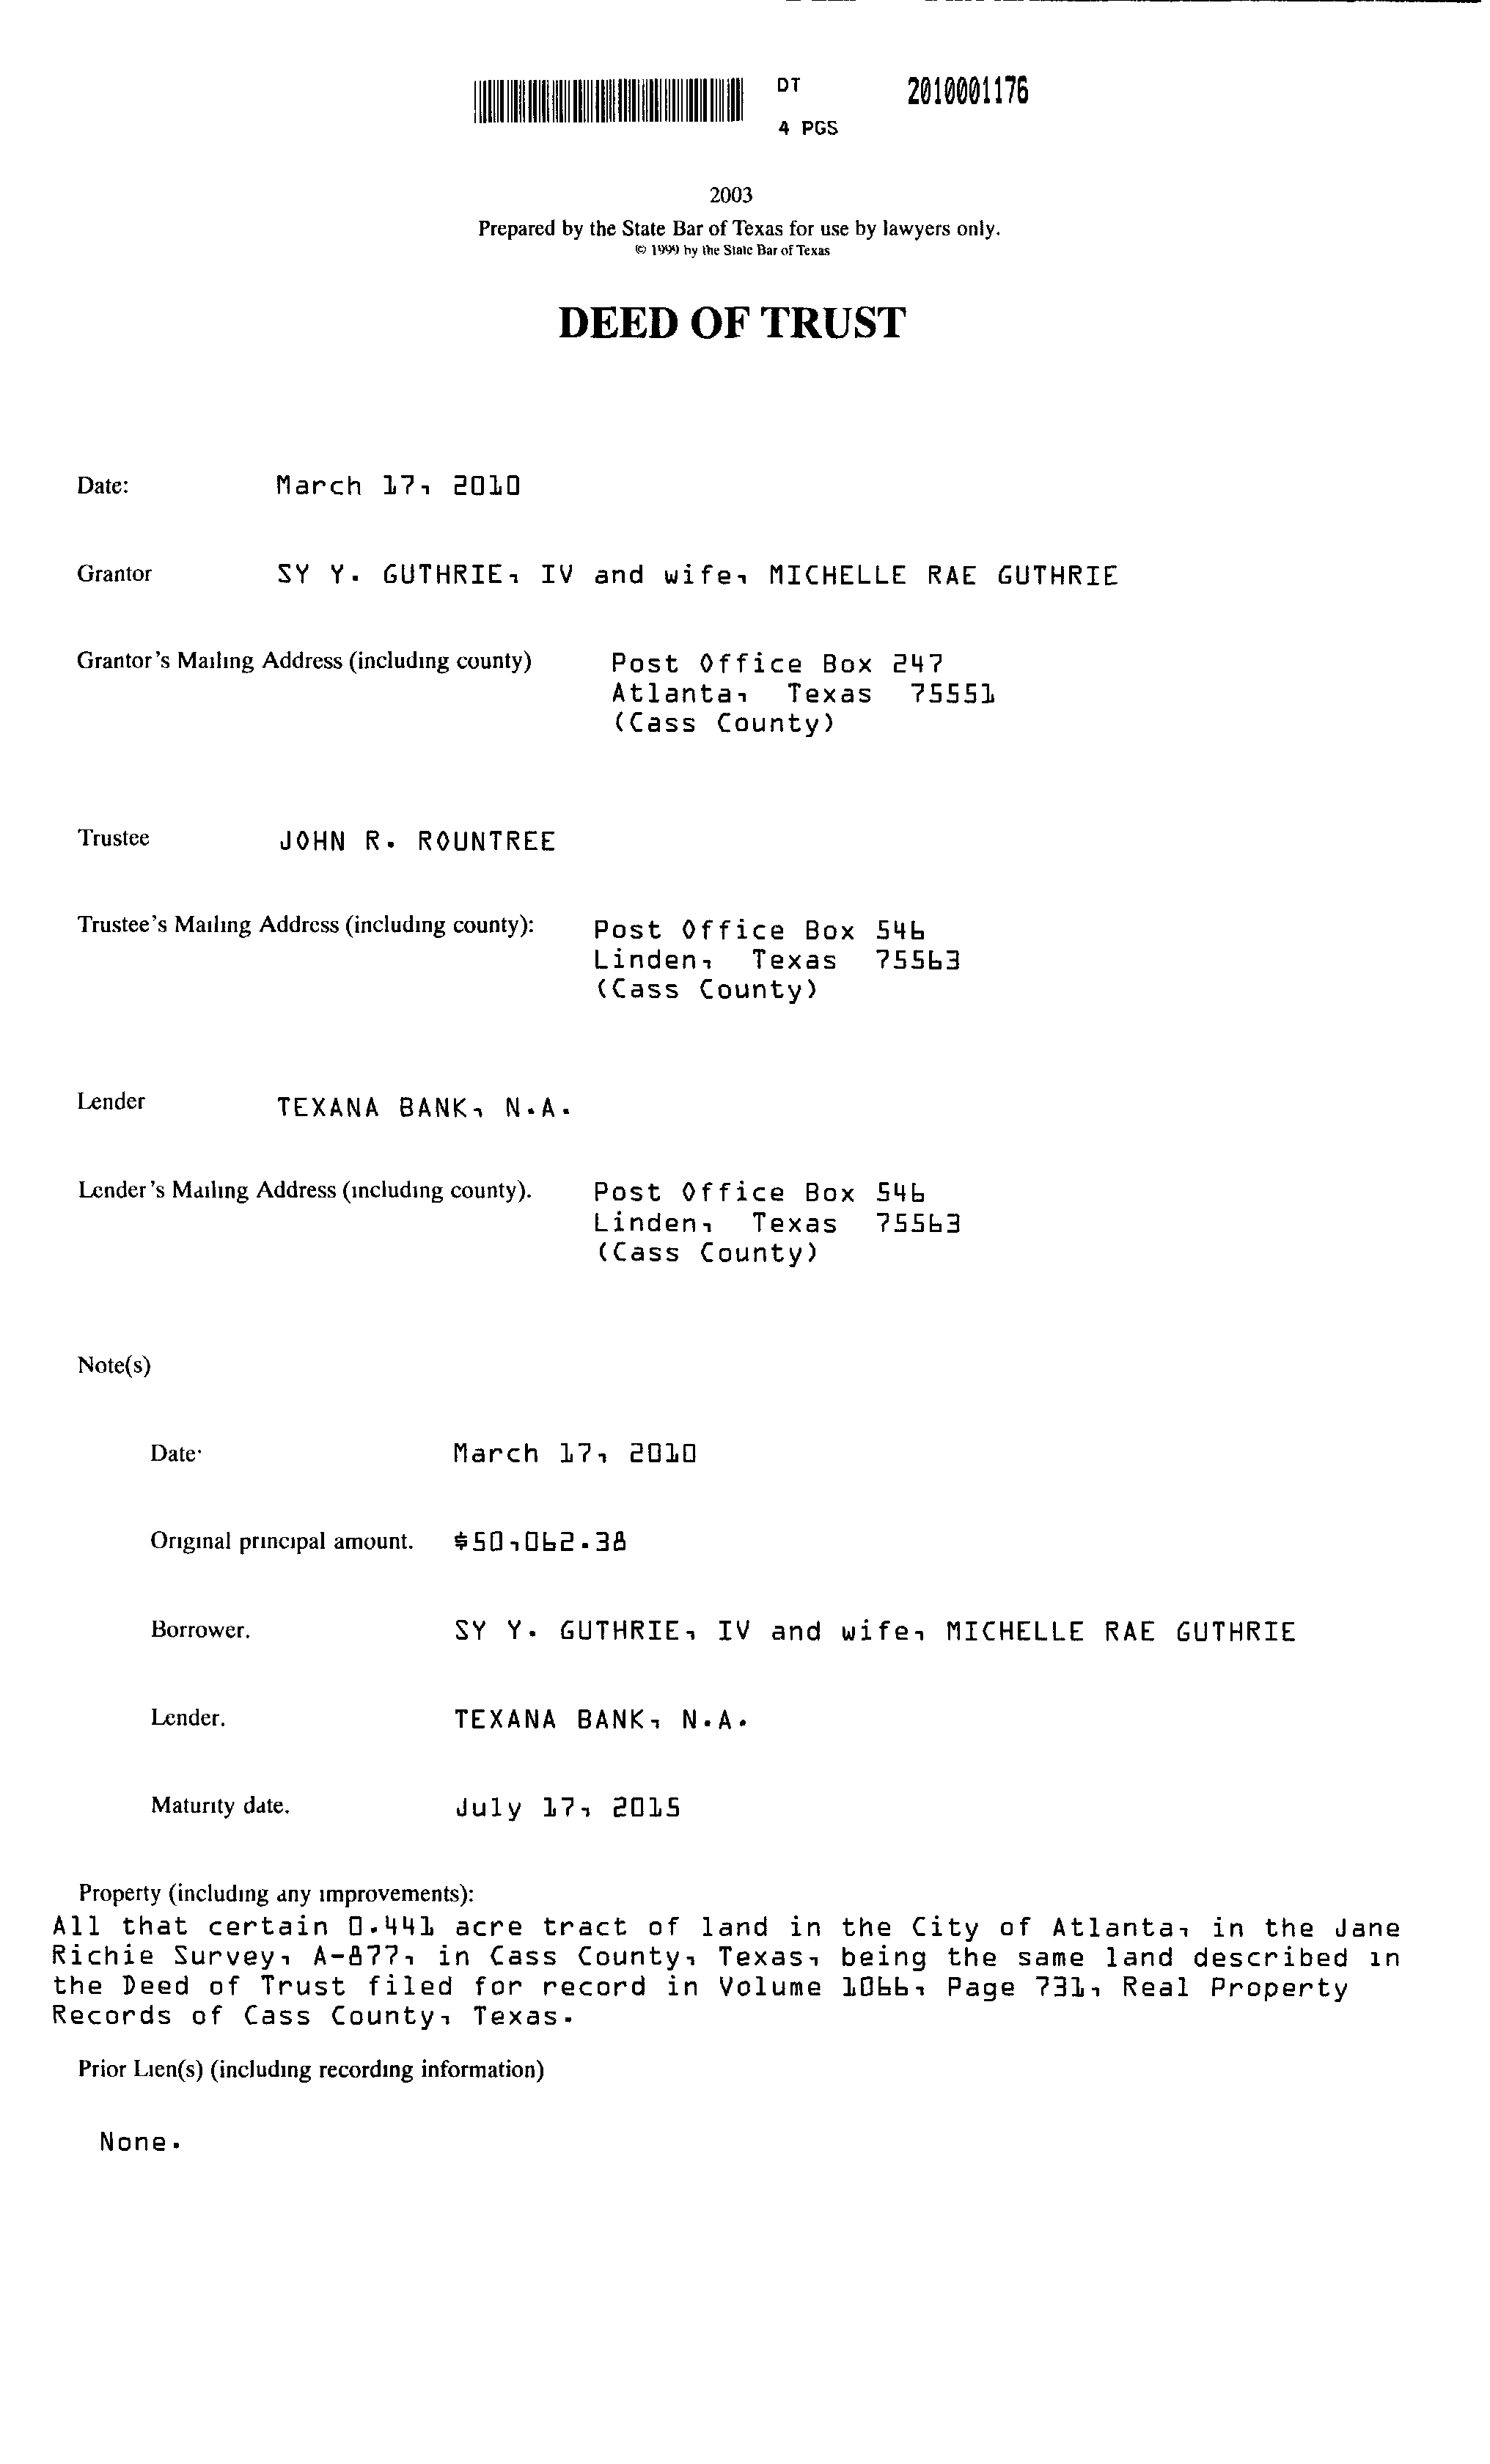 DT 2010001176
4 PGS
2003
Prepared by the State Bar of Texas for use by lawyers only.
© 1999 by the State Bar of Texas
DEED OF TRUST
Date: March 17, 2010
Grantor SY Y. GUTHRIE, IV and wife, MICHELLE RAE GUTHRIE
Grantor's Mailing Address (including county) Post Office Box 247
Atlanta, Texas 75551
(Cass County)
Trustee JOHN R. ROUNTREE
Trustee's Mailing Address (including county): Post Office Box 546
Linden, Texas 75563
(Cass County)
Lender TEXANA BANK, N.A.
Lender's Mailing Address (including county). Post Office Box 546
Linden, Texas 75563
(Cass County)
Note(s)
Date· March 17, 2010
Original principal amount. $50,062.38
Borrower. SY Y. GUTHRIE, IV and wife, MICHELLE RAE GUTHRIE
Lender. TEXANA BANK, N.A.
Maturity date. July 17, 2015
Property (including any improvements):
All that certain 0.441 acre tract of land in the City of Atlanta, in the Jane
Richie Survey, A-877, in Cass County, Texas, being the same land described in
the Deed of Trust filed for record in Volume 1066, Page 731, Real Property
Records of Cass County, Texas.
Prior Lien(s) (including recording information)
None.